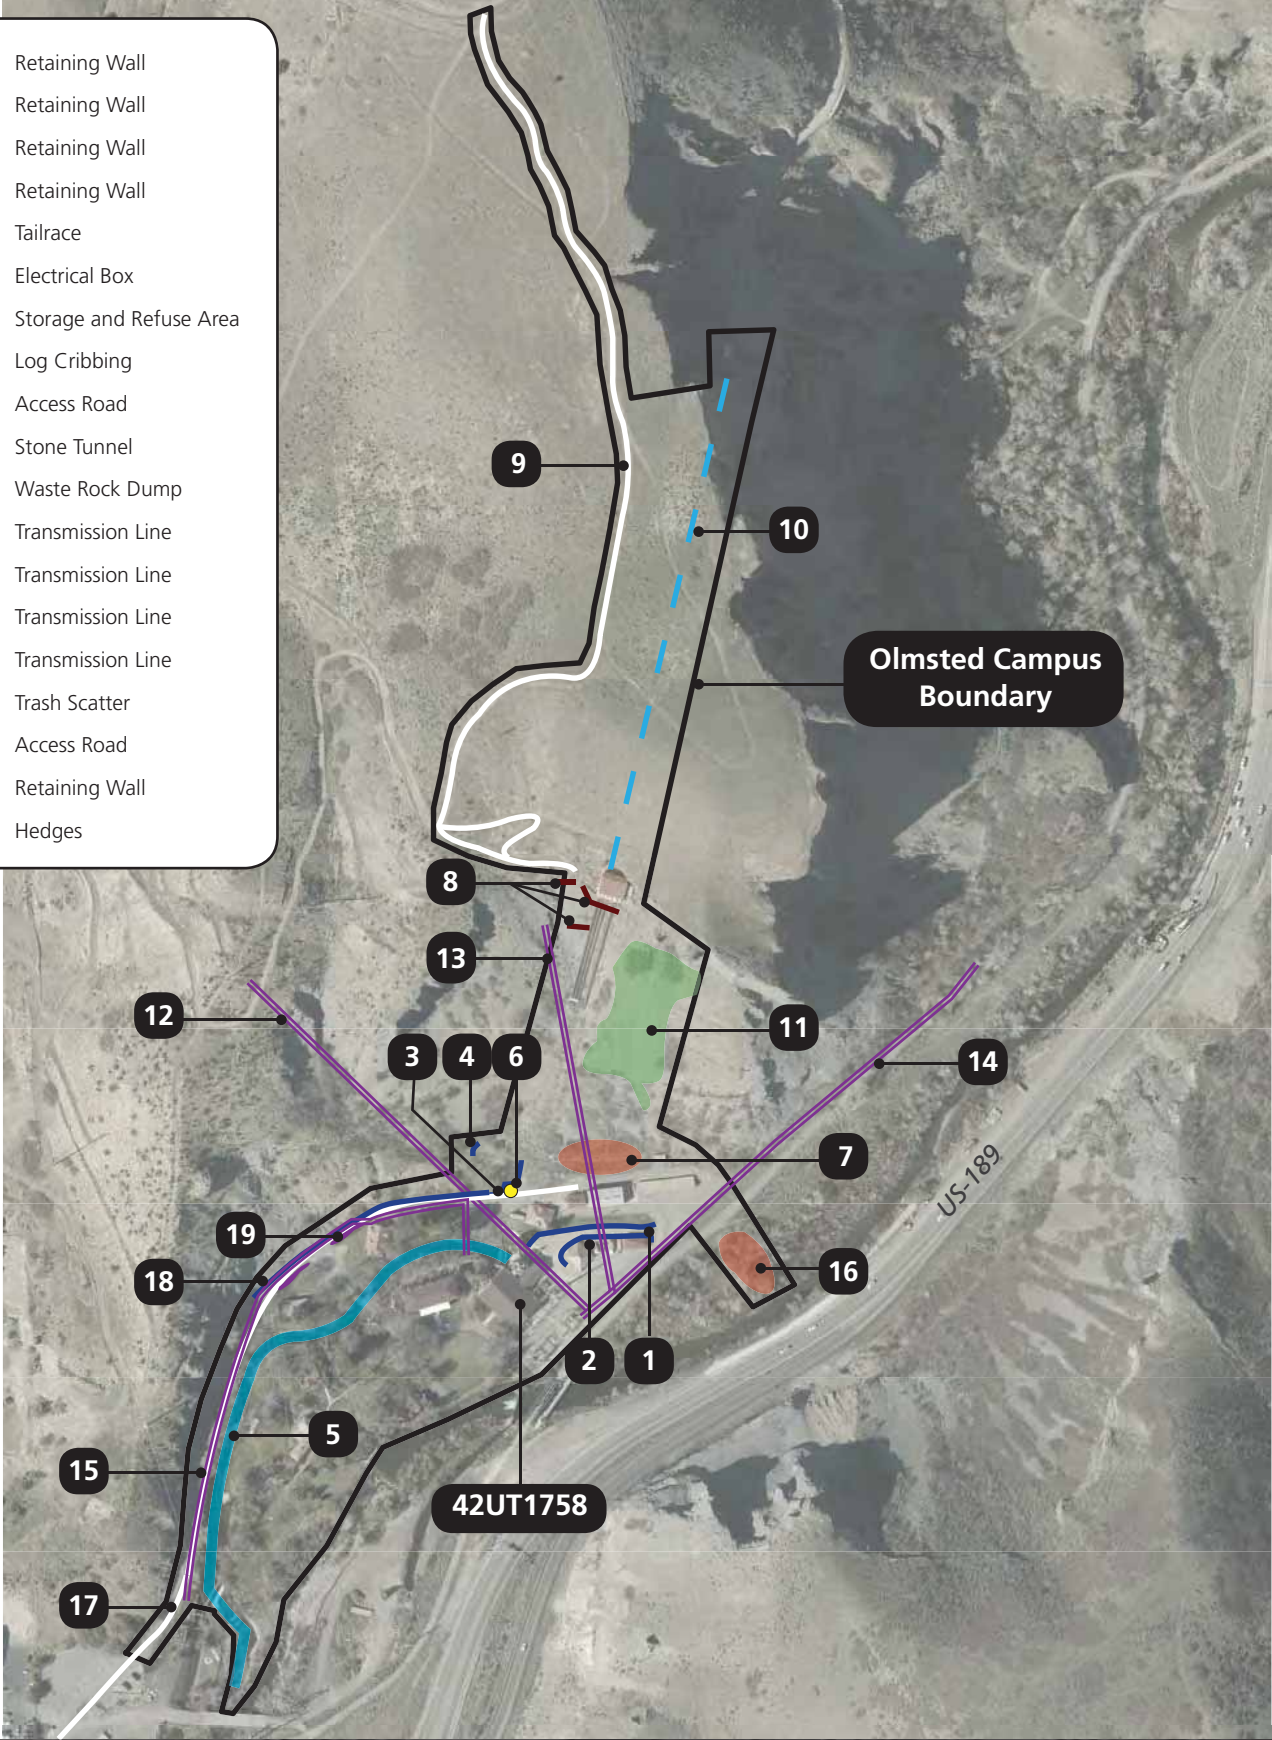 Retaining Wall
Retaining Wall
Retaining Wall
Retaining Wall
Tailrace
Electrical Box
Storage and Refuse Area
Log Cribbing
Access Road
Stone Tunnel
Waste Rock Dump
Transmission Line
Transmission Line
Transmission Line
Transmission Line
Trash Scatter
Access Road
Retaining Wall
Hedges
9
10
Olmsted Campus
Boundary
8
13
12
11
3
4
6
14
7
US-189
19
18
16
2
1
5
15
42UT1758
17